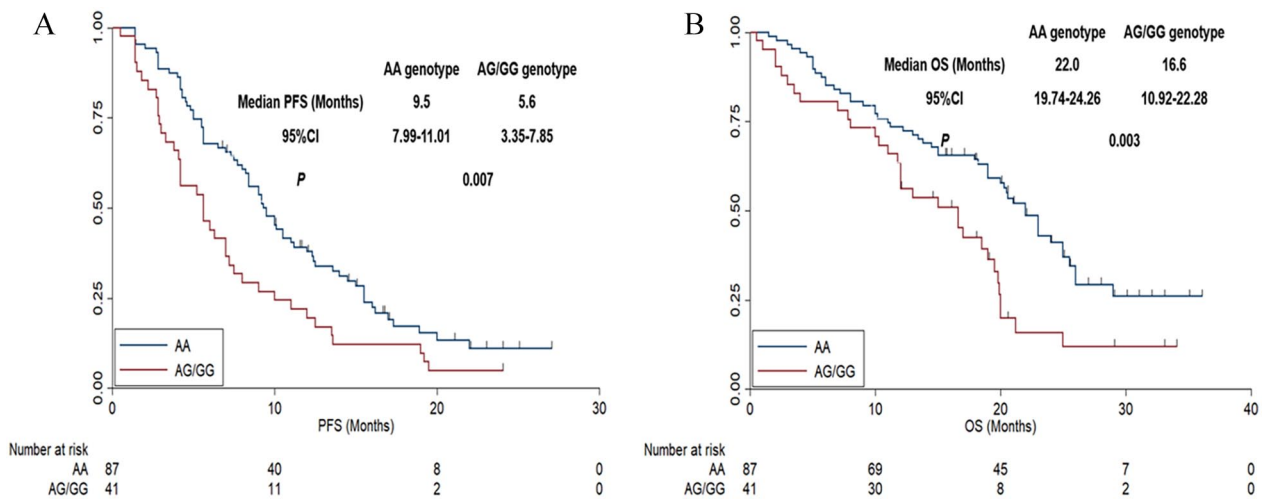 A
1.00
0.75
0.50
0.25
0.00
AA genotype AG/GG genotype
Median PFS (Months) 9.5 5.6
95%CI 7.99-11.01 3.35-7.85
P 0.007
AA
AG/GG
0 10 20 30
PFS (Months)
Number at risk
AA 87 40 8 0
AG/GG 41 11 2 0
B
1.00
0.75
0.50
0.25
0.00
AA genotype AG/GG genotype
Median OS (Months) 22.0 16.6
95%CI 19.74-24.26 10.92-22.28
P 0.003
AA
AG/GG
0 10 20 30 40
OS (Months)
Number at risk
AA 87 69 45 7 0
AG/GG 41 30 8 2 0